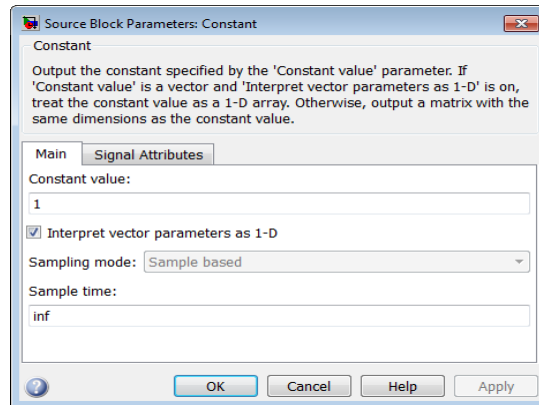 Source Block Parameters: Constant
Constant
Output the constant specified by the 'Constant value' parameter. If
'Constant value' is a vector and 'Interpret vector parameters as 1-D' is on,
treat the constant value as a 1-D array. Otherwise, output a matrix with the
same dimensions as the constant value.
Main Signal Attributes
Constant value:
1
Interpret vector parameters as 1-D
Sampling mode: Sample based
Sample time:
inf
? OK Cancel Help Apply